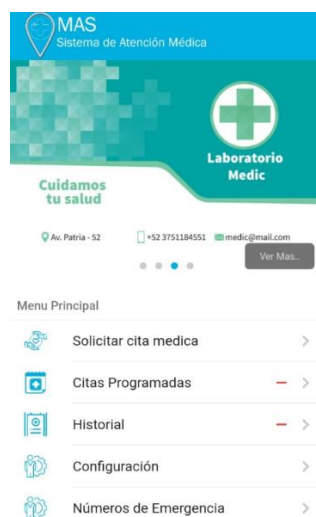 MAS
Sistema de Atención Médica
Laboratorio
Medic
Cuidamos
tu salud
Av. Patria - 52 +52 3751184551 medic@mail.com
Ver Mas..
Menu Principal
Solicitar cita medica
Citas Programadas
Historial
Configuración
Números de Emergencia